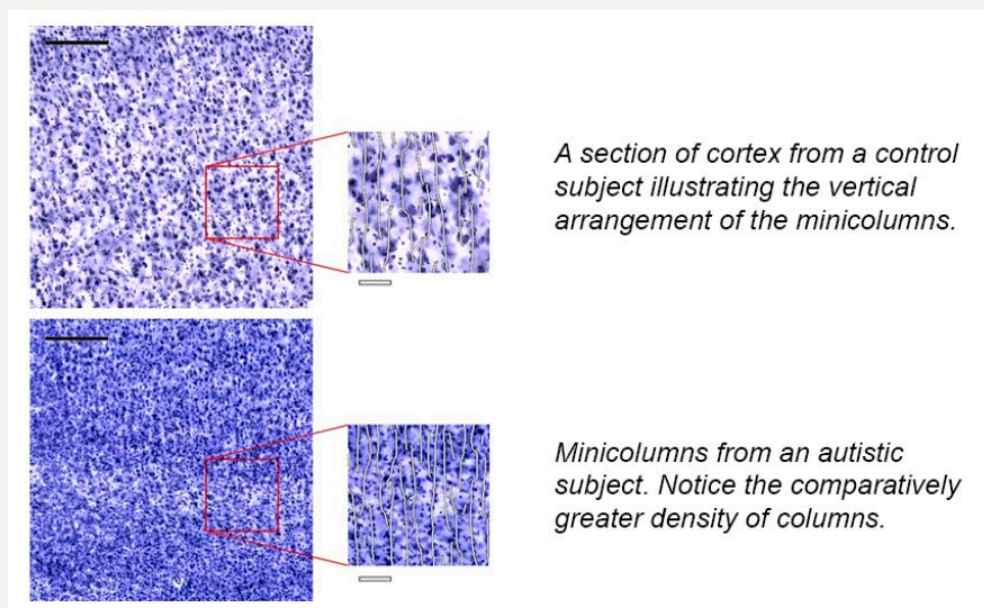 A section of cortex from a control
subject illustrating the vertical
arrangement of the minicolumns.
Minicolumns from an autistic
subject. Notice the comparatively
greater density of columns.